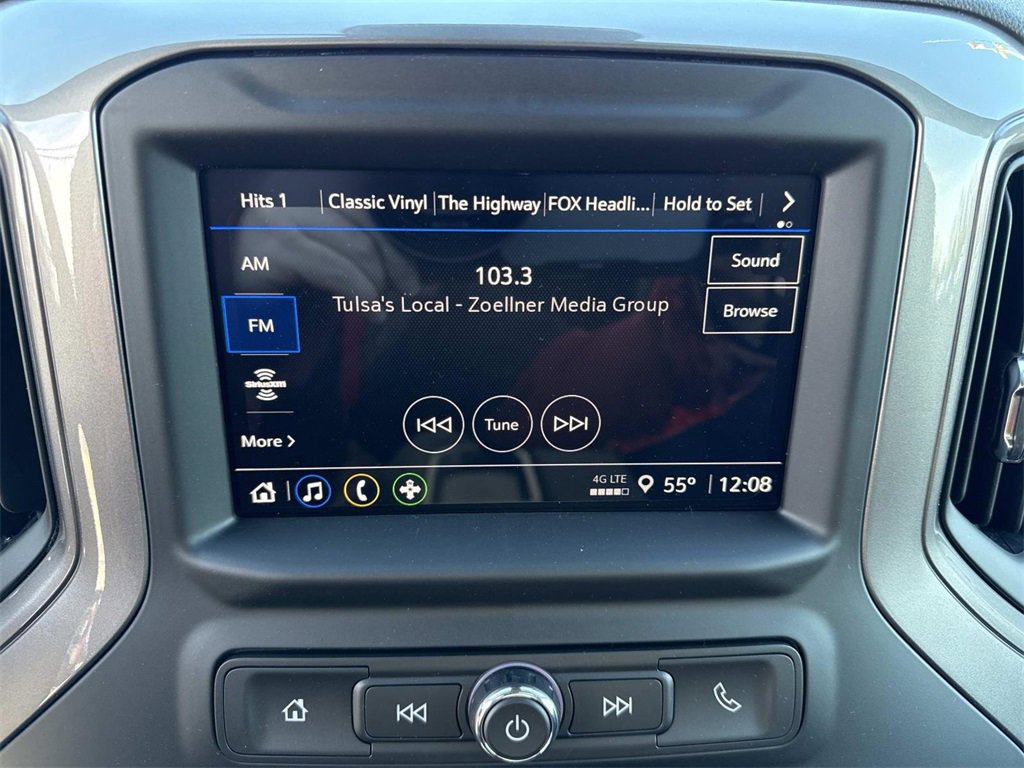 Hits 1 Classic Vinyl The Highway FOX Headli... Hold to Set
AM
103.3
Sound
Tulsa's Local - Zoellner Media Group
FM
Browse
SiriusXM
Tune
More
4G LTE 55° 12:08